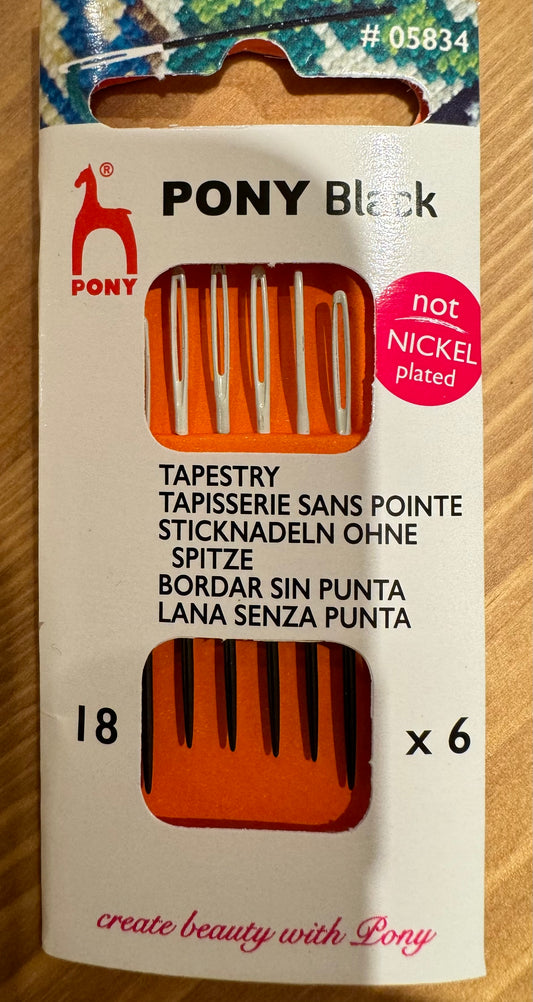 # 05834
®
PONY
PONY Black
not
NICKEL
plated
TAPESTRY
TAPISSERIE SANS POINTE
STICKNADELN OHNE
SPITZE
BORDAR SIN PUNTA
LANA SENZA PUNTA
18
x 6
create beauty with Pony